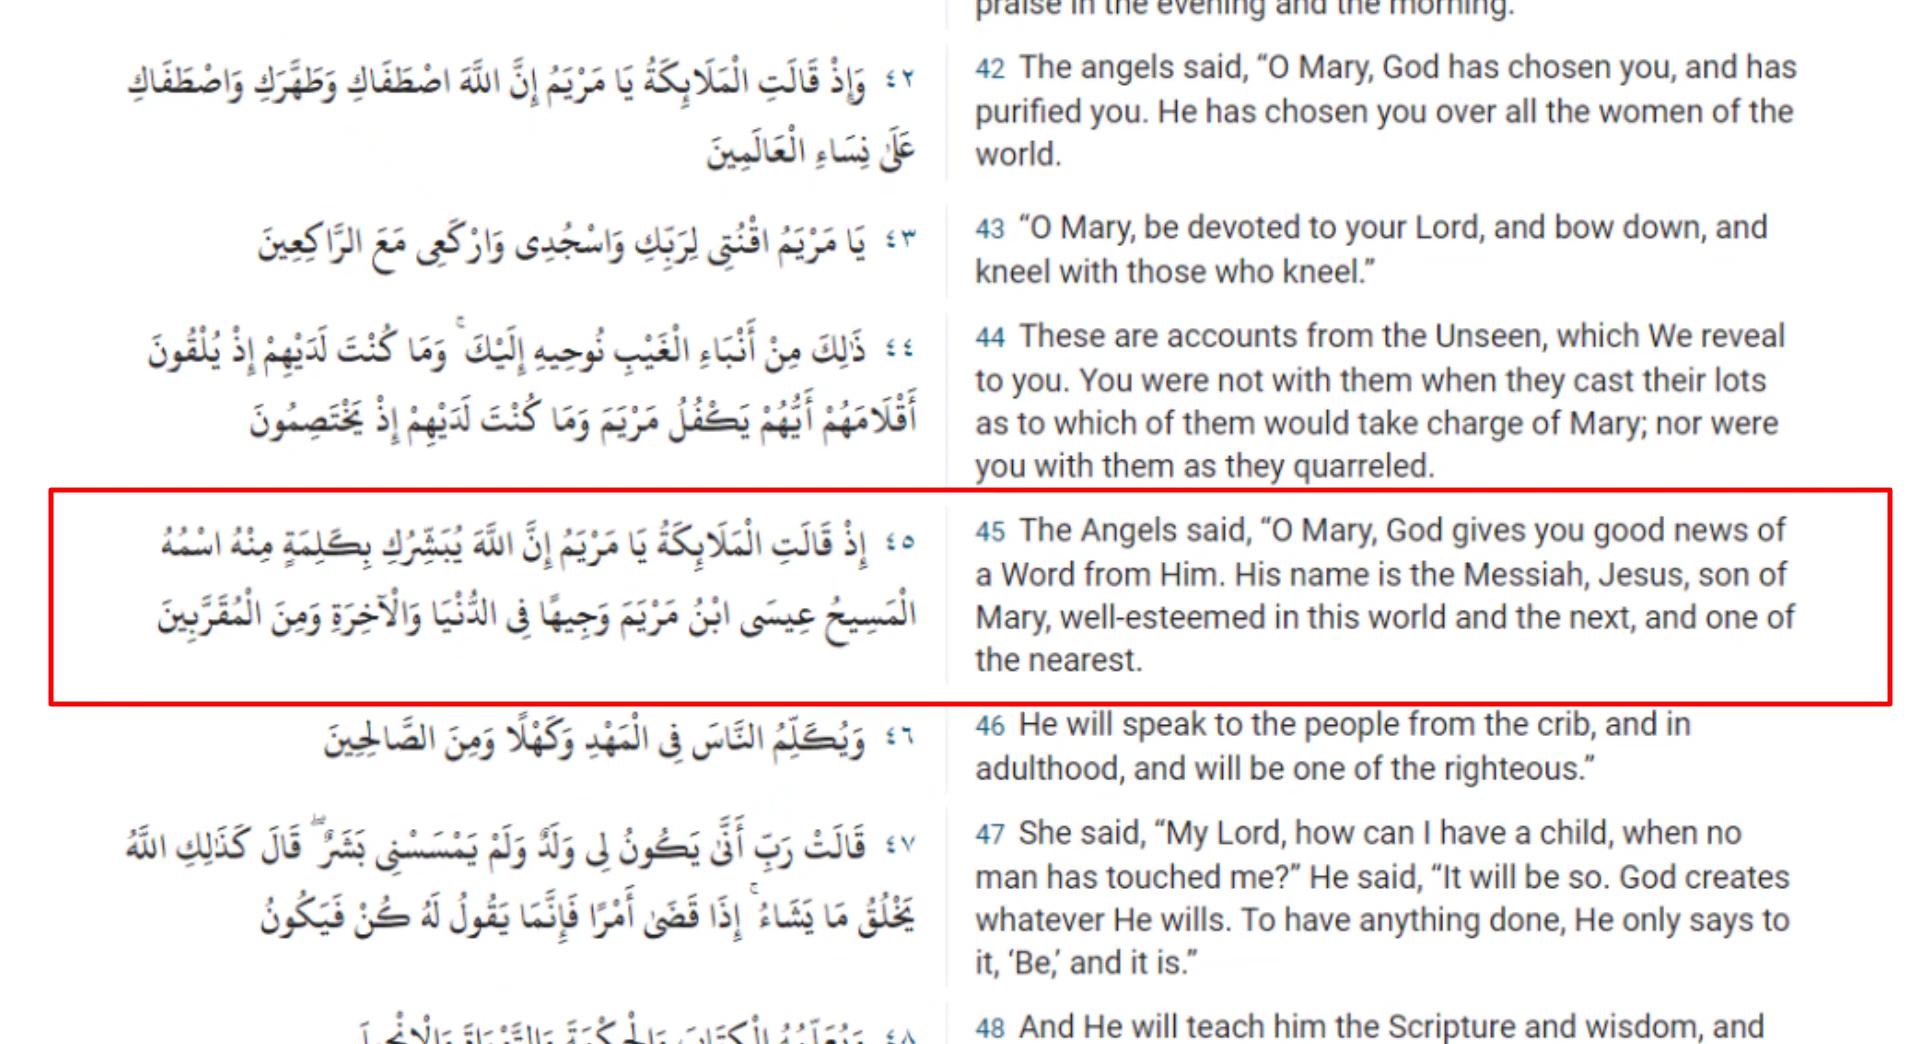 praise in the evening and the morning.
٤٢ وَإِذْ قَالَتِ الْمَلَائِكَةُ يَا مَرْيَمُ إِنَّ اللَّهَ اصْطَفَاكِ وَطَهَّرَكِ وَاصْطَفَاكِ
عَلَىٰ نِسَاءِ الْعَالَمِينَ
42 The angels said, “O Mary, God has chosen you, and has
purified you. He has chosen you over all the women of the
world.
٤٣ يَا مَرْيَمُ اقْنُتِي لِرَبِّكِ وَاسْجُدِي وَارْكَعِي مَعَ الرَّاكِعِينَ
43 “O Mary, be devoted to your Lord, and bow down, and
kneel with those who kneel.”
٤٤ ذَٰلِكَ مِنْ أَنْبَاءِ الْغَيْبِ نُوحِيهِ إِلَيْكَ ۚ وَمَا كُنْتَ لَدَيْهِمْ إِذْ يُلْقُونَ
أَقْلَامَهُمْ أَيُّهُمْ يَكْفُلُ مَرْيَمَ وَمَا كُنْتَ لَدَيْهِمْ إِذْ يَخْتَصِمُونَ
44 These are accounts from the Unseen, which We reveal
to you. You were not with them when they cast their lots
as to which of them would take charge of Mary; nor were
you with them as they quarreled.
٤٥ إِذْ قَالَتِ الْمَلَائِكَةُ يَا مَرْيَمُ إِنَّ اللَّهَ يُبَشِّرُكِ بِكَلِمَةٍ مِنْهُ اسْمُهُ
الْمَسِيحُ عِيسَى ابْنُ مَرْيَمَ وَجِيهًا فِي الدُّنْيَا وَالْآخِرَةِ وَمِنَ الْمُقَرَّبِينَ
45 The Angels said, “O Mary, God gives you good news of
a Word from Him. His name is the Messiah, Jesus, son of
Mary, well-esteemed in this world and the next, and one of
the nearest.
٤٦ وَيُكَلِّمُ النَّاسَ فِي الْمَهْدِ وَكَهْلًا وَمِنَ الصَّالِحِينَ
46 He will speak to the people from the crib, and in
adulthood, and will be one of the righteous.”
٤٧ قَالَتْ رَبِّ أَنَّىٰ يَكُونُ لِي وَلَدٌ وَلَمْ يَمْسَسْنِي بَشَرٌ ۖ قَالَ كَذَٰلِكِ اللَّهُ
يَخْلُقُ مَا يَشَاءُ ۚ إِذَا قَضَىٰ أَمْرًا فَإِنَّمَا يَقُولُ لَهُ كُنْ فَيَكُونُ
47 She said, “My Lord, how can I have a child, when no
man has touched me?” He said, “It will be so. God creates
whatever He wills. To have anything done, He only says to
it, ‘Be,’ and it is.”
٤٨ وَيُعَلِّمُهُ الْكِتَابَ وَالْحِكْمَةَ وَالتَّوْرَاةَ وَالْإِنْجِيلَ
48 And He will teach him the Scripture and wisdom, and